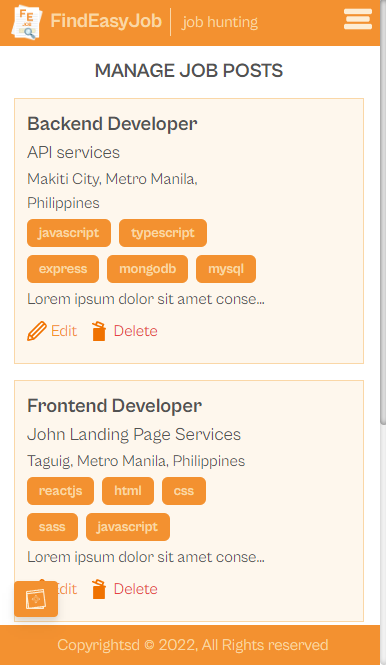 FE
JOB
FindEasyJob
job hunting
MANAGE JOB POSTS
Backend Developer
API services
Makiti City, Metro Manila,
Philippines
javascript typescript
express mongodb mysql
Lorem ipsum dolor sit amet conse...
Edit Delete
Frontend Developer
John Landing Page Services
Taguig, Metro Manila, Philippines
reactjs html css
sass javascript
Lorem ipsum dolor sit amet conse...
Edit Delete
Copyrightsd © 2022, All Rights reserved